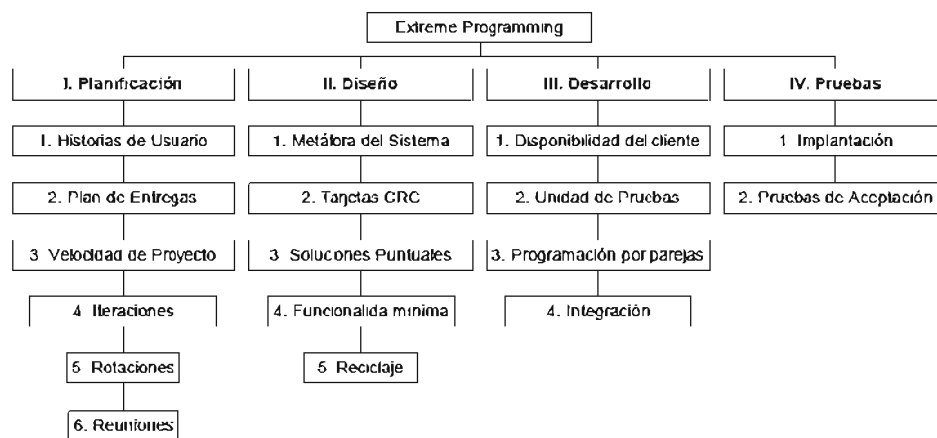 Extreme Programming
I. Planificación
II. Diseño
III. Desarrollo
IV. Pruebas
1. Historias de Usuario
1. Metáfora del Sistema
1. Disponibilidad del cliente
1 Implantación
2. Plan de Entregas
2. Tarjetas CRC
2. Unidad de Pruebas
2. Pruebas de Aceptación
3 Velocidad de Proyecto
3 Soluciones Puntuales
3. Programación por parejas
4 Iteraciones
4. Funcionalida mínima
4. Integración
5 Rotaciones
5 Reciclaje
6. Reuniones